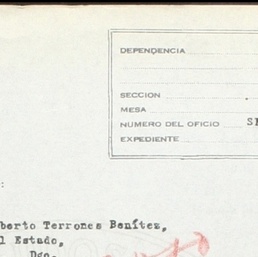 DEPENDENCIA
SECCION
MESA
NUMERO DEL OFICIO
EXPEDIENTE
:
berto Terrones Benítez,
l Estado,
Dgo.